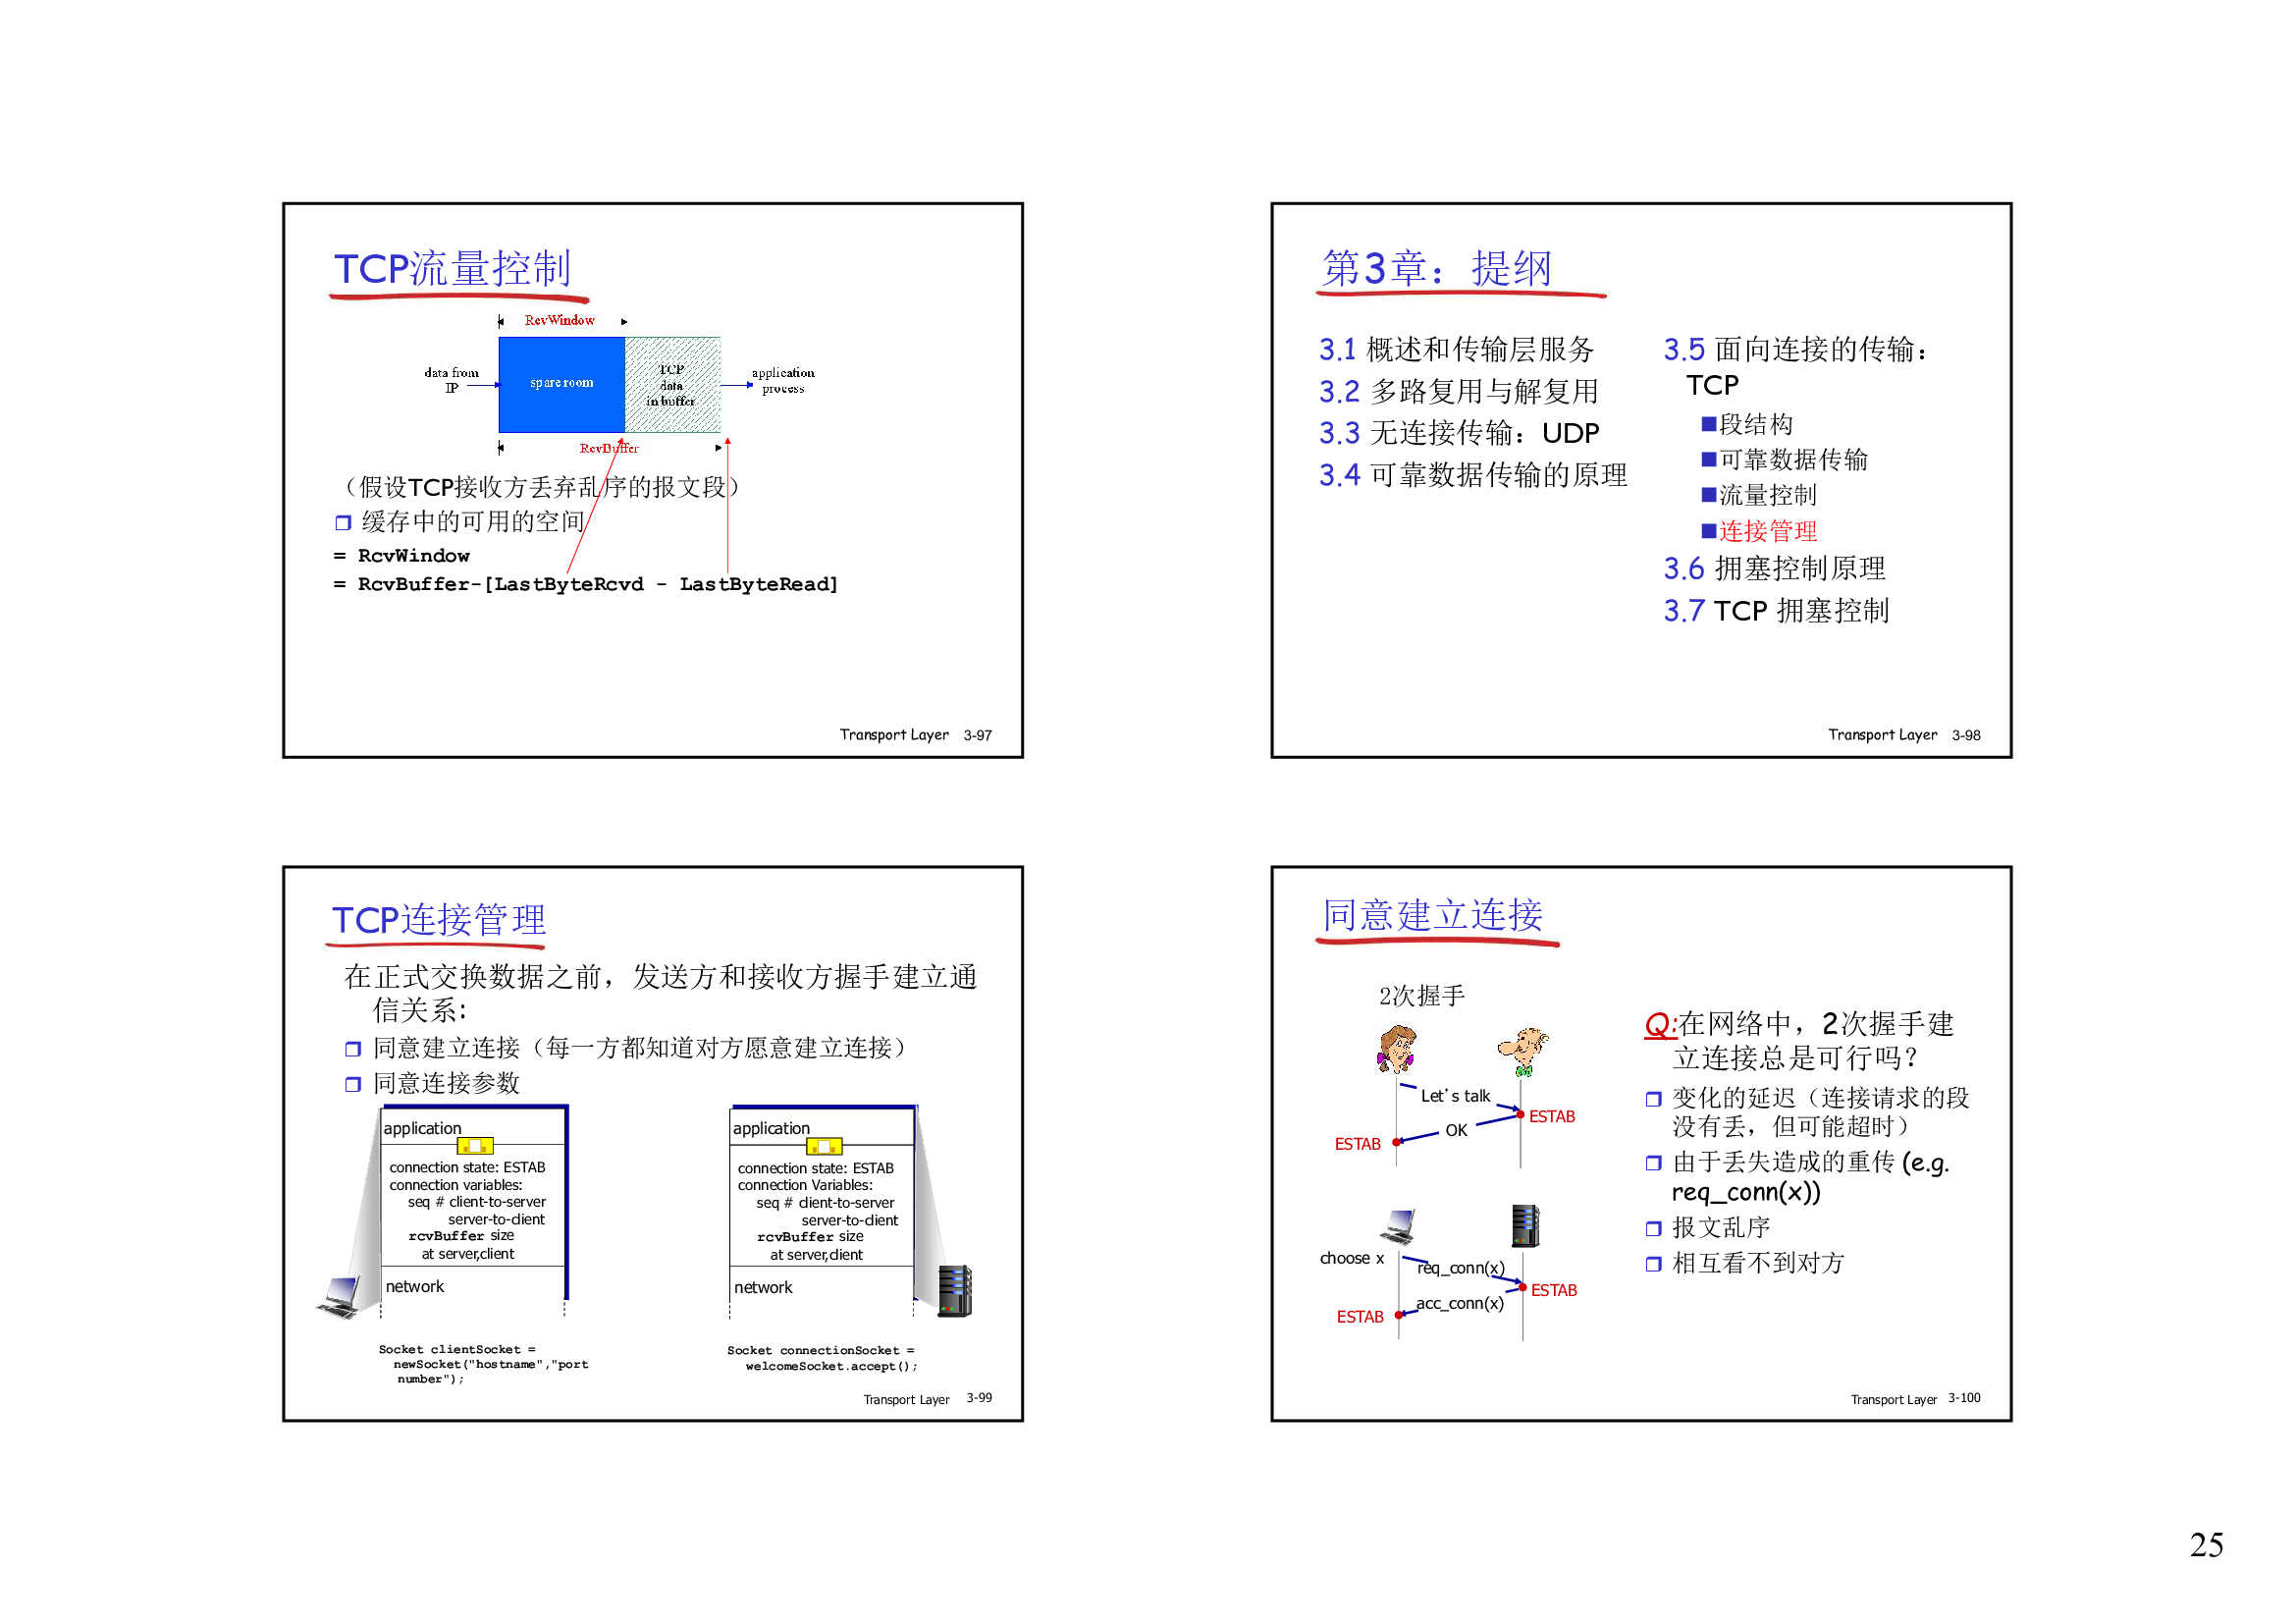 TCP流量控制
RcvWindow
data from
IP
spare room
TCP
data
in buffer
application
process
RcvBuffer
（假设TCP接收方丢弃乱序的报文段）
缓存中的可用的空间
= RcvWindow
= RcvBuffer-[LastByteRcvd - LastByteRead]
Transport Layer 3-97
第3章：提纲
3.1 概述和传输层服务
3.2 多路复用与解复用
3.3 无连接传输：UDP
3.4 可靠数据传输的原理
3.5 面向连接的传输：
TCP
段结构
可靠数据传输
流量控制
连接管理
3.6 拥塞控制原理
3.7 TCP 拥塞控制
Transport Layer 3-98
TCP连接管理
在正式交换数据之前，发送方和接收方握手建立通
信关系:
同意建立连接（每一方都知道对方愿意建立连接）
同意连接参数
application
connection state: ESTAB
connection variables:
seq # client-to-server
server-to-client
rcvBuffer size
at server,client
network
Socket clientSocket =
newSocket("hostname","port
number");
application
connection state: ESTAB
connection Variables:
seq # client-to-server
server-to-client
rcvBuffer size
at server,client
network
Socket connectionSocket =
welcomeSocket.accept();
Transport Layer 3-99
同意建立连接
2次握手
Let’s talk
ESTAB
OK
ESTAB
choose x
req_conn(x)
ESTAB
acc_conn(x)
ESTAB
Q:在网络中，2次握手建
立连接总是可行吗？
变化的延迟（连接请求的段
没有丢，但可能超时）
由于丢失造成的重传 (e.g.
req_conn(x))
报文乱序
相互看不到对方
Transport Layer 3-100
25